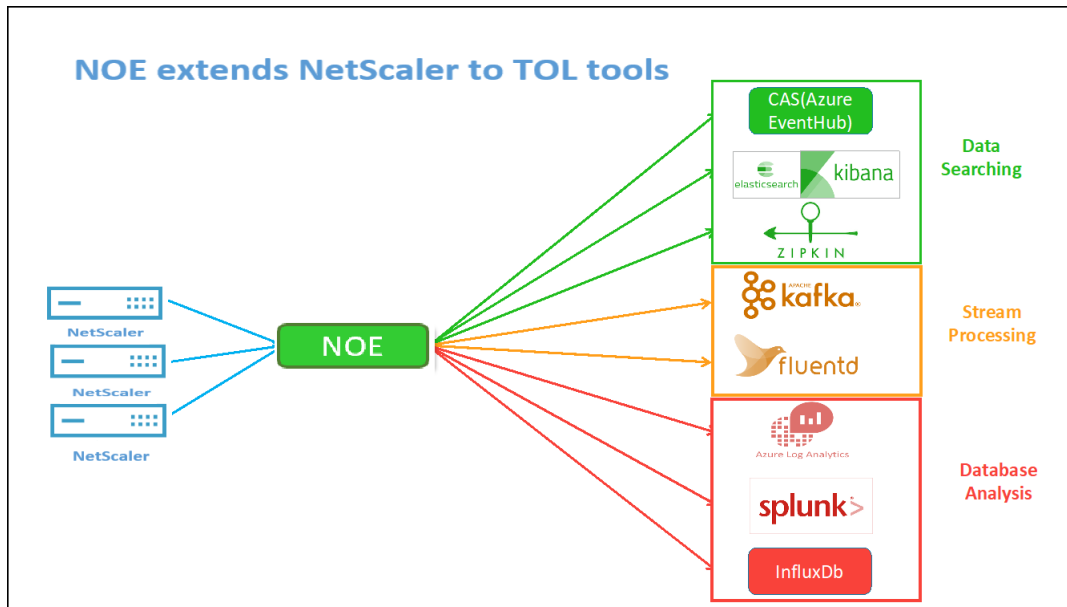 NOE extends NetScaler to TOL tools
CAS(Azure
EventHub)
Data
Searching
elasticsearch
kibana
ZIPKIN
APACHE
kafka
Stream
Processing
fluentd
NetScaler
NetScaler
NetScaler
NOE
Azure Log Analytics
Database
Analysis
splunk>
InfluxDb